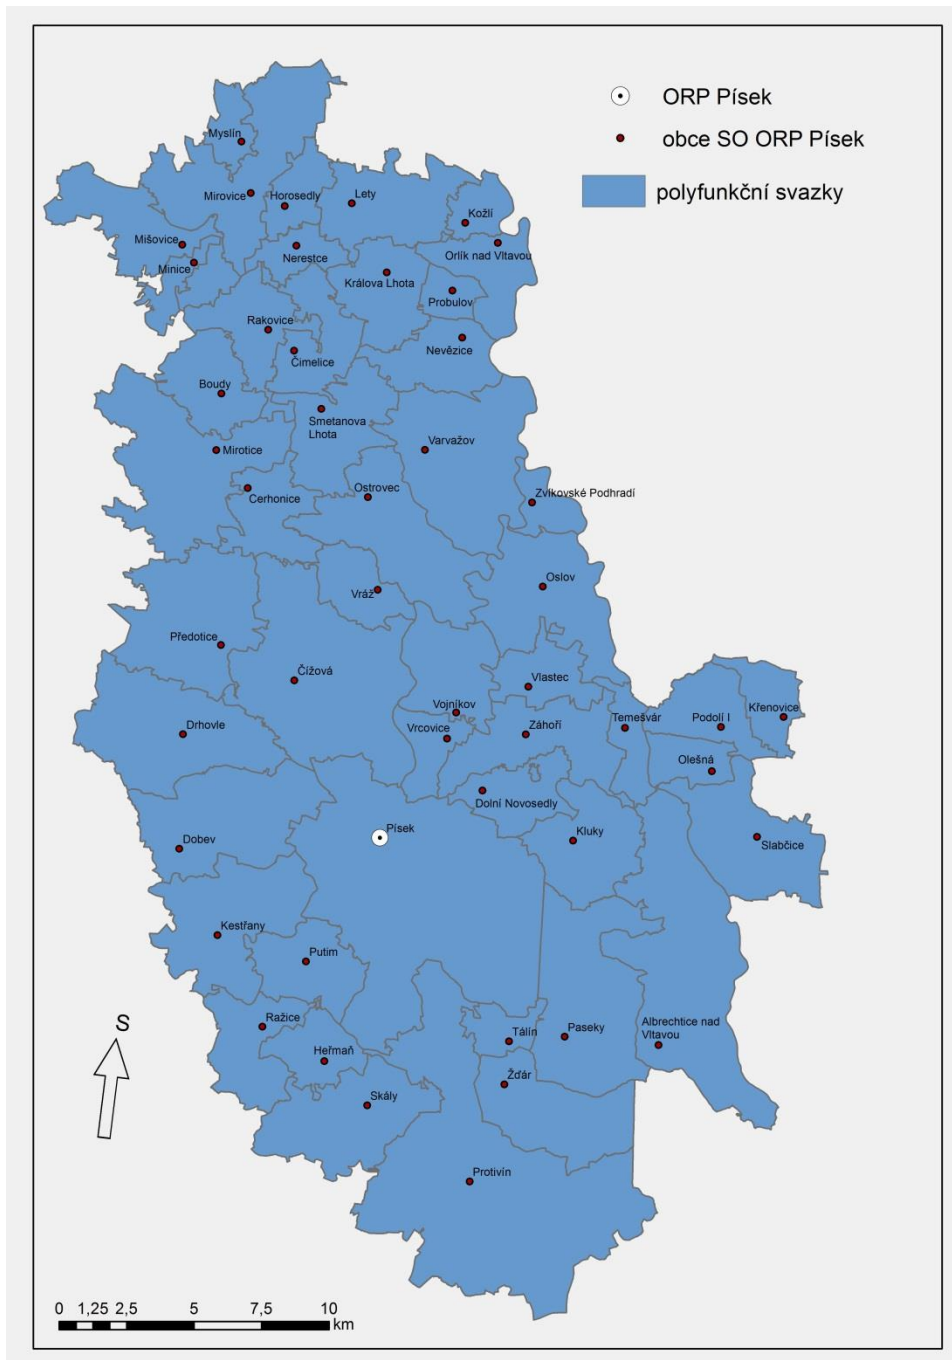 ORP Písek
obce SO ORP Písek
polyfunkční svazky
Myslín
Mirovice
Horosedly
Lety
Kožlí
Mišovice
Minice
Nerestce
Orlík nad Vltavou
Králova Lhota
Probulov
Rakovice
Nevězice
Čimelice
Boudy
Smetanova
Lhota
Varvažov
Mirotice
Cerhonice
Ostrovec
Zvíkovské Podhradí
Vráž
Oslov
Předotice
Čížová
Vlastec
Vojníkov
Vrcovice
Záhoří
Temešvár
Podolí I
Křenovice
Drhovle
Olešná
Dolní Novosedly
Písek
Kluky
Slabčice
Dobev
Kestřany
Putim
Ražice
Heřmaň
Tálín
Paseky
Albrechtice nad
Vltavou
Žďár
Skály
Protivín
S
0 1,25 2,5 5 7,5 10
km